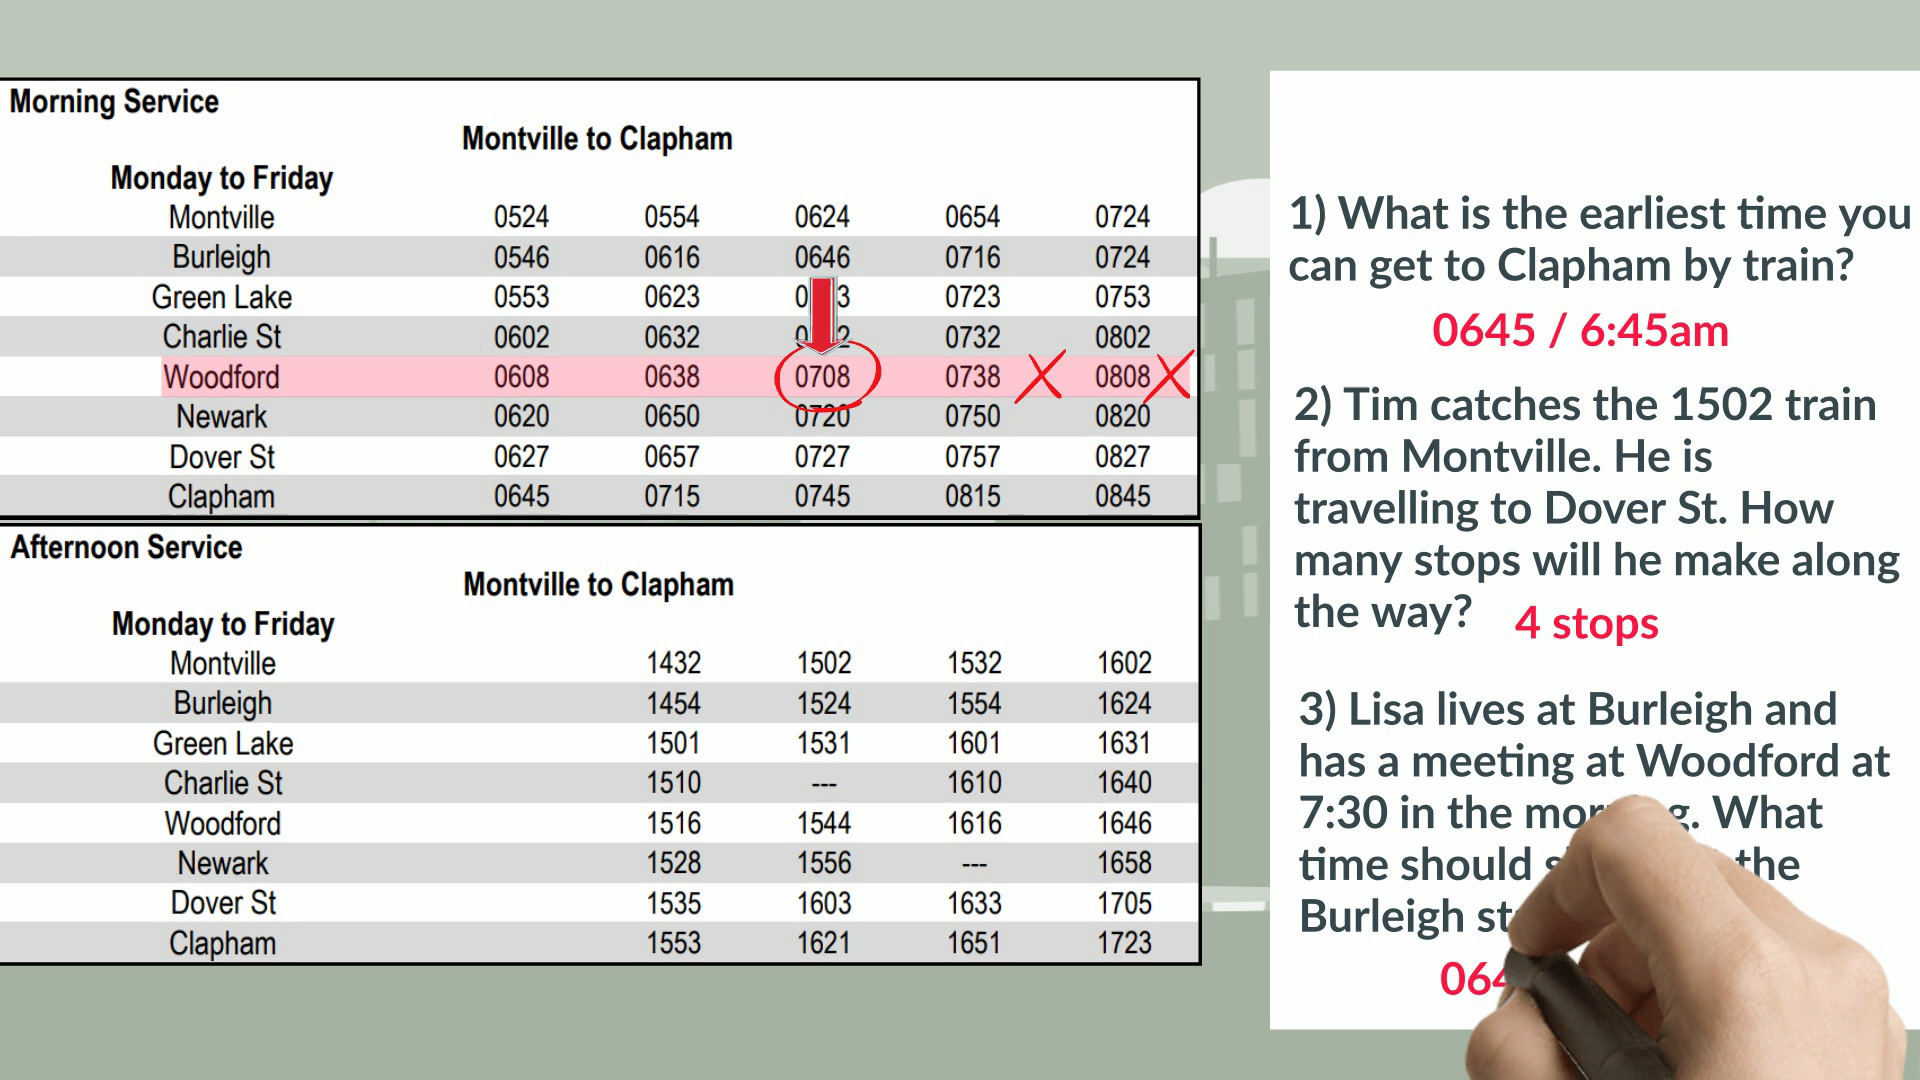 Morning Service
Montville to Clapham
Monday to Friday
Montville 0524 0554 0624 0654 0724
Burleigh 0546 0616 0646 0716 0724
Green Lake 0553 0623 0723 0753
Charlie St 0602 0632 0732 0802
Woodford 0608 0638 0708 0738 0808
Newark 0620 0650 0720 0750 0820
Dover St 0627 0657 0727 0757 0827
Clapham 0645 0715 0745 0815 0845
Afternoon Service
Montville to Clapham
Monday to Friday
Montville 1432 1502 1532 1602
Burleigh 1454 1524 1554 1624
Green Lake 1501 1531 1601 1631
Charlie St 1510 --- 1610 1640
Woodford 1516 1544 1616 1646
Newark 1528 1556 --- 1658
Dover St 1535 1603 1633 1705
Clapham 1553 1621 1651 1723
1) What is the earliest time you
can get to Clapham by train?
0645 / 6:45am
2) Tim catches the 1502 train
from Montville. He is
travelling to Dover St. How
many stops will he make along
the way? 4 stops
3) Lisa lives at Burleigh and
has a meeting at Woodford at
7:30 in the What
time should the
Burleigh